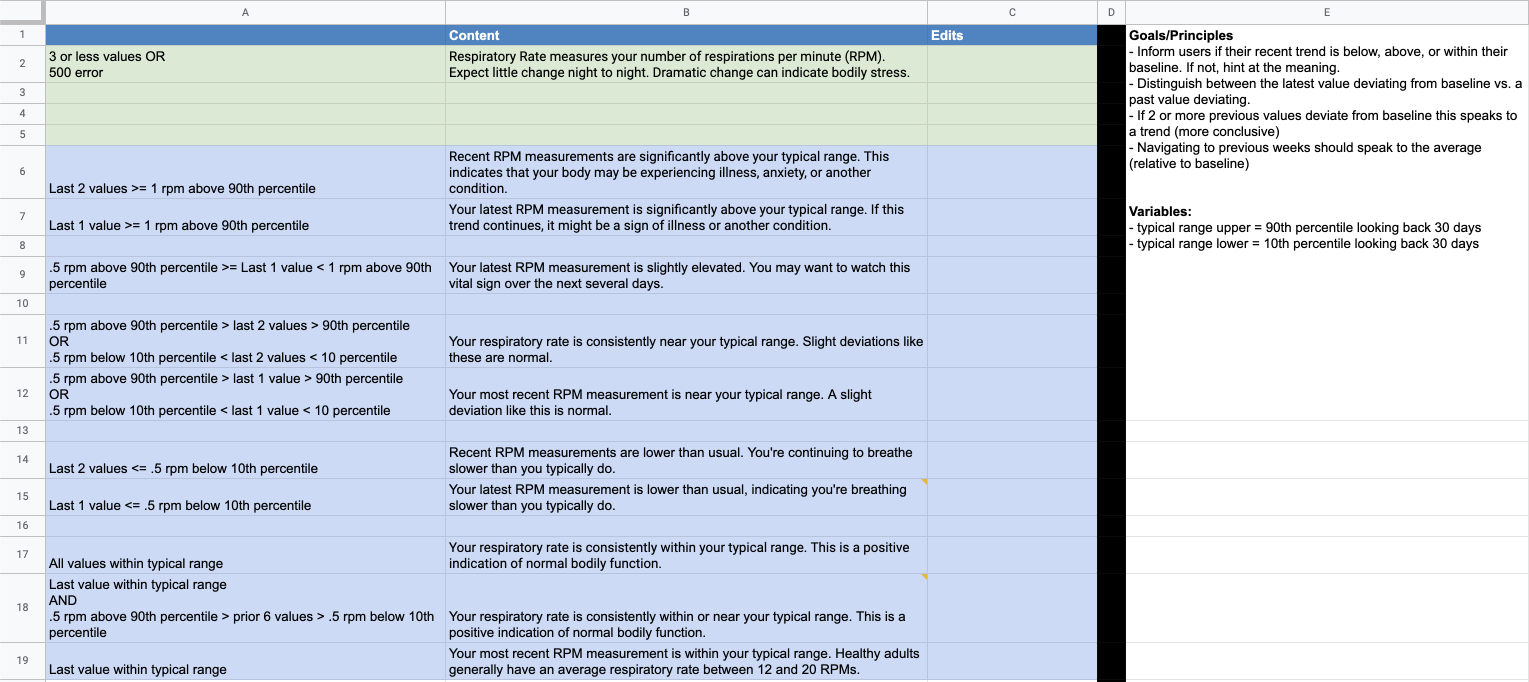 A B C D E
1 Content Edits Goals/Principles
2 3 or less values OR
500 error
Respiratory Rate measures your number of respirations per minute (RPM).
Expect little change night to night. Dramatic change can indicate bodily stress.
- Inform users if their recent trend is below, above, or within their
baseline. If not, hint at the meaning.
3
- Distinguish between the latest value deviating from baseline vs. a
past value deviating.
4
- If 2 or more previous values deviate from baseline this speaks to
5
a trend (more conclusive)
- Navigating to previous weeks should speak to the average
(relative to baseline)
6
Last 2 values >= 1 rpm above 90th percentile
Recent RPM measurements are significantly above your typical range. This
indicates that your body may be experiencing illness, anxiety, or another
condition.
7
Last 1 value >= 1 rpm above 90th percentile
Your latest RPM measurement is significantly above your typical range. If this
trend continues, it might be a sign of illness or another condition.
Variables:
- typical range upper = 90th percentile looking back 30 days
8
- typical range lower = 10th percentile looking back 30 days
9
.5 rpm above 90th percentile >= Last 1 value < 1 rpm above 90th
percentile
Your latest RPM measurement is slightly elevated. You may want to watch this
vital sign over the next several days.
10
11
.5 rpm above 90th percentile > last 2 values > 90th percentile
OR
.5 rpm below 10th percentile < last 2 values < 10 percentile
Your respiratory rate is consistently near your typical range. Slight deviations like
these are normal.
12
.5 rpm above 90th percentile > last 1 value > 90th percentile
OR
.5 rpm below 10th percentile < last 1 value < 10 percentile
Your most recent RPM measurement is near your typical range. A slight
deviation like this is normal.
13
14
Last 2 values <= .5 rpm below 10th percentile
Recent RPM measurements are lower than usual. You're continuing to breathe
slower than you typically do.
15
Last 1 value <= .5 rpm below 10th percentile
Your latest RPM measurement is lower than usual, indicating you're breathing
slower than you typically do.
16
17
All values within typical range
Your respiratory rate is consistently within your typical range. This is a positive
indication of normal bodily function.
18
Last value within typical range
AND
.5 rpm above 90th percentile > prior 6 values > .5 rpm below 10th
percentile
Your respiratory rate is consistently within or near your typical range. This is a
positive indication of normal bodily function.
19
Last value within typical range
Your most recent RPM measurement is within your typical range. Healthy adults
generally have an average respiratory rate between 12 and 20 RPMs.